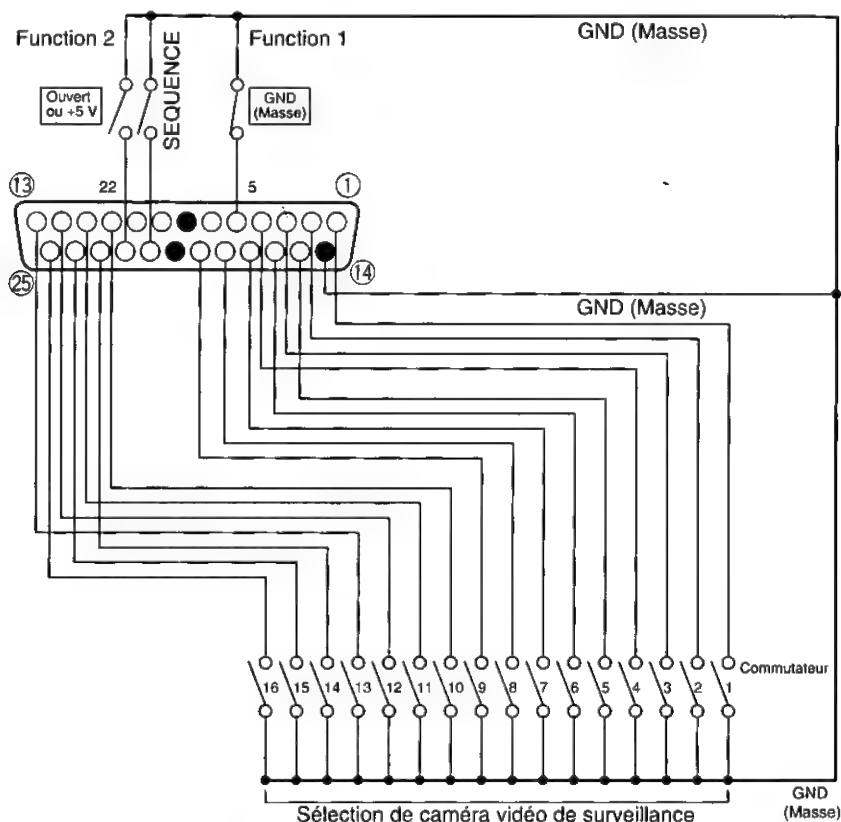 GND (Masse)
Function 2
Function 1
Ouvert
ou +5 V
SEQUENCE
GND
(Masse)
13
22
5
1
25
14
GND (Masse)
16
15
14
13
12
11
10
9
8
7
6
5
4
3
2
1
Commutateur
GND
(Masse)
Sélection de caméra vidéo de surveillance